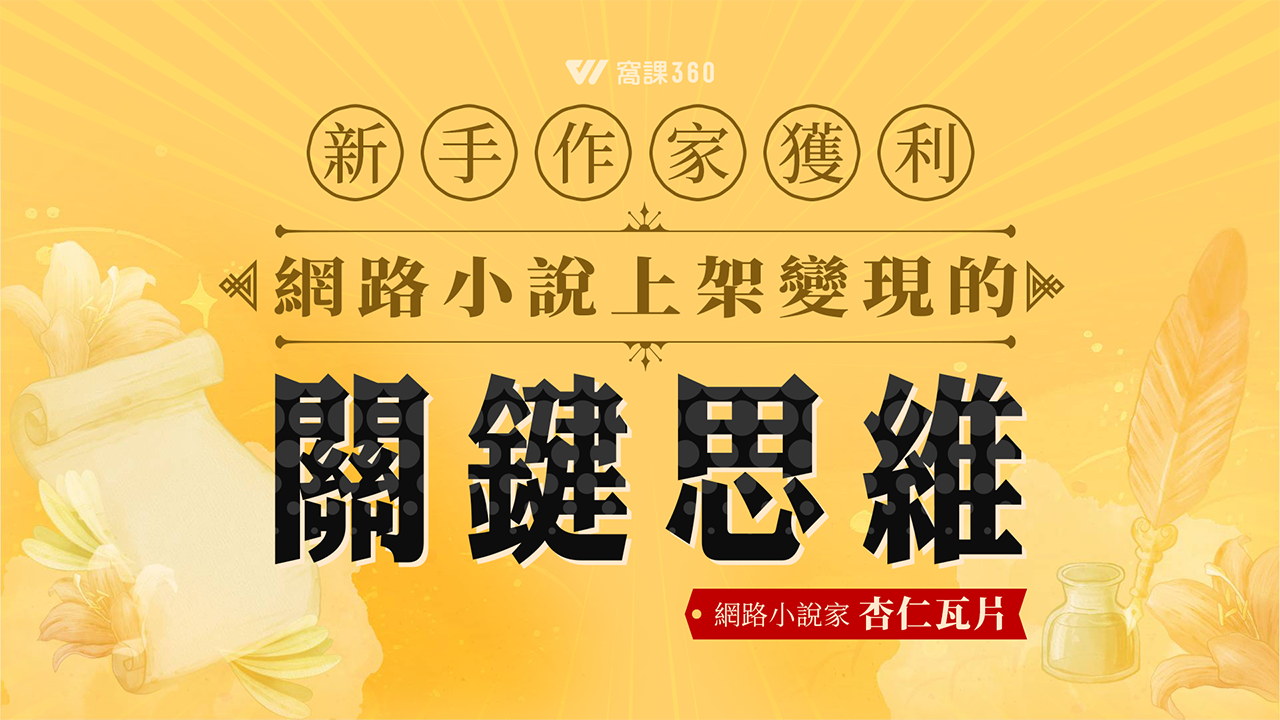 窩課360
新手作家獲利
網路小說上架變現的
關鍵思維
網路小說家 杏仁瓦片